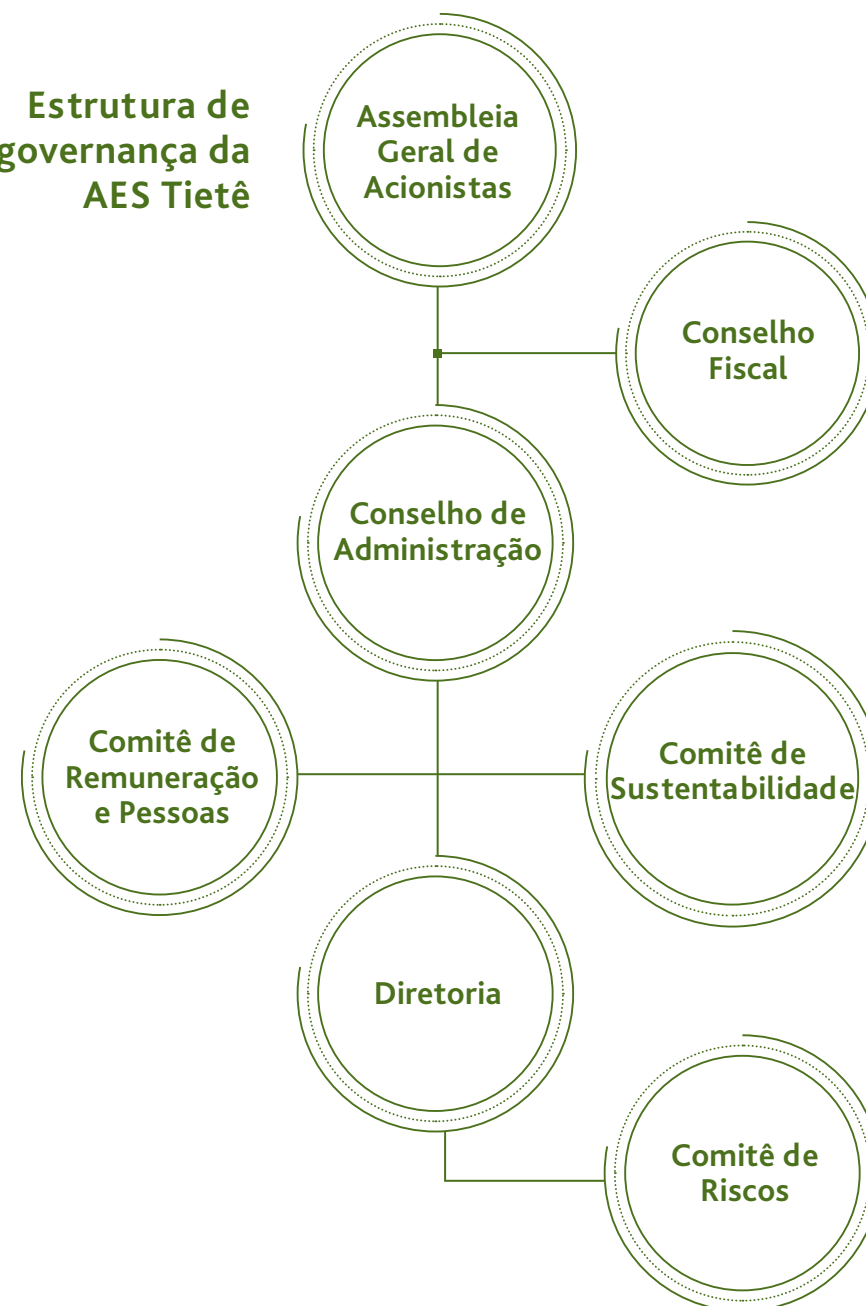 Estrutura de
governança da
AES Tietê
Assembleia
Geral de
Acionistas
Conselho
Fiscal
Conselho de
Administração
Comitê de
Remuneração
e Pessoas
Comitê de
Sustentabilidade
Diretoria
Comitê de
Riscos